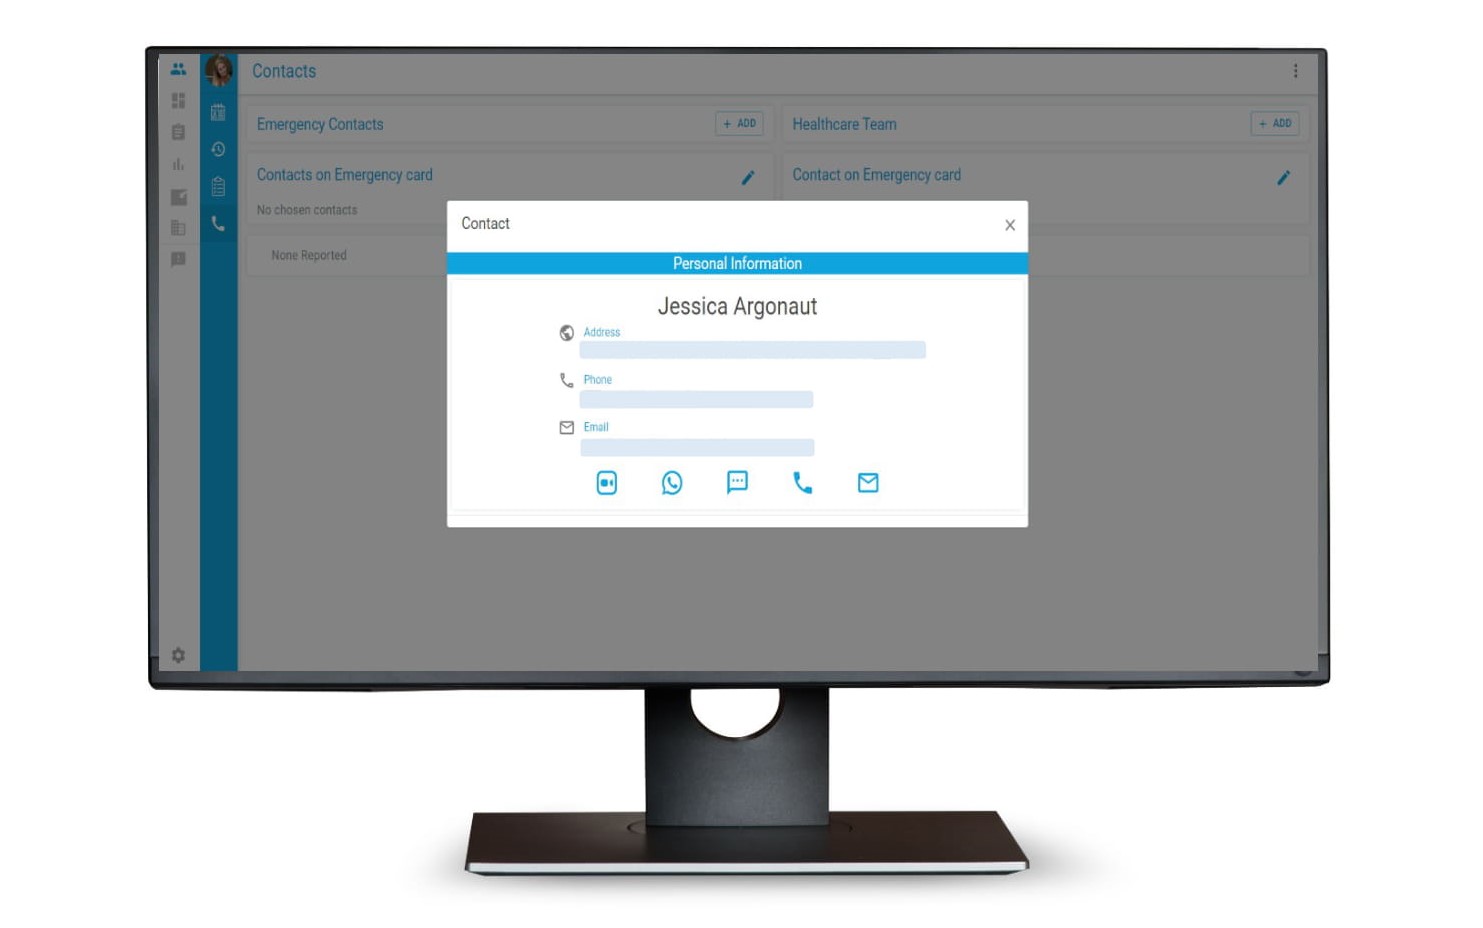 Contacts
Emergency Contacts
+ ADD
Healthcare Team
+ ADD
Contacts on Emergency card
Contact on Emergency card
No chosen contacts
None Reported
Contact
X
Personal Information
Jessica Argonaut
Address
Phone
Email